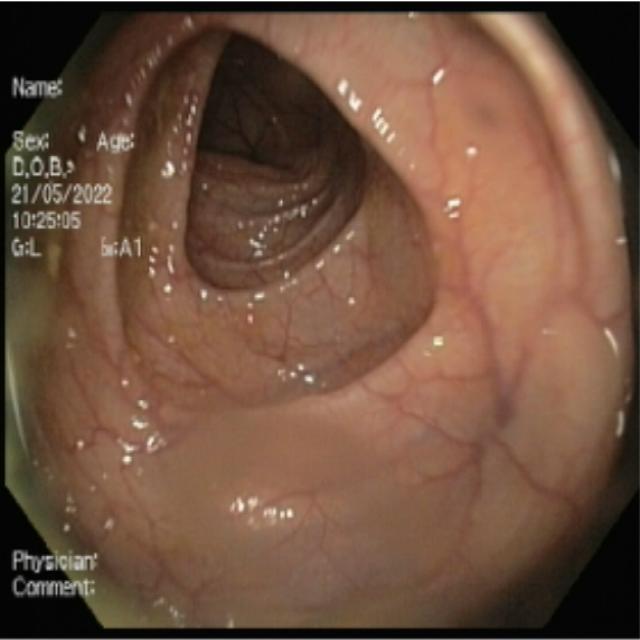 Name:
Sex: Age:
D.O.B.:
21/05/2022
10:25:05
G:L
A1
Physician:
Comment: